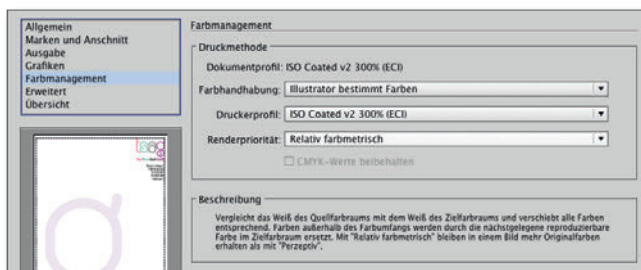 Allgemein
Marken und Anschnitt
Ausgabe
Grafiken
Farbmanagement
Erweitert
Übersicht
Farbmanagement
Druckmethode
Dokumentprofil: ISO Coated v2 300% (ECI)
Farbhandhabung: Illustrator bestimmt Farben
Druckerprofil: ISO Coated v2 300% (ECI)
Renderpriorität: Relativ farbmetrisch
CMYK-Werte beibehalten
Beschreibung
Vergleicht das Weiß des Quellfarbraums mit dem Weiß des Zielfarbraums und verschiebt alle Farben
entsprechend. Farben außerhalb des Farbumfangs werden durch die nächstgelegene reproduzierbare
Farbe im Zielfarbraum ersetzt. Mit "Relativ farbmetrisch" bleiben in einem Bild mehr Originalfarben
erhalten als mit "Perzeptiv".